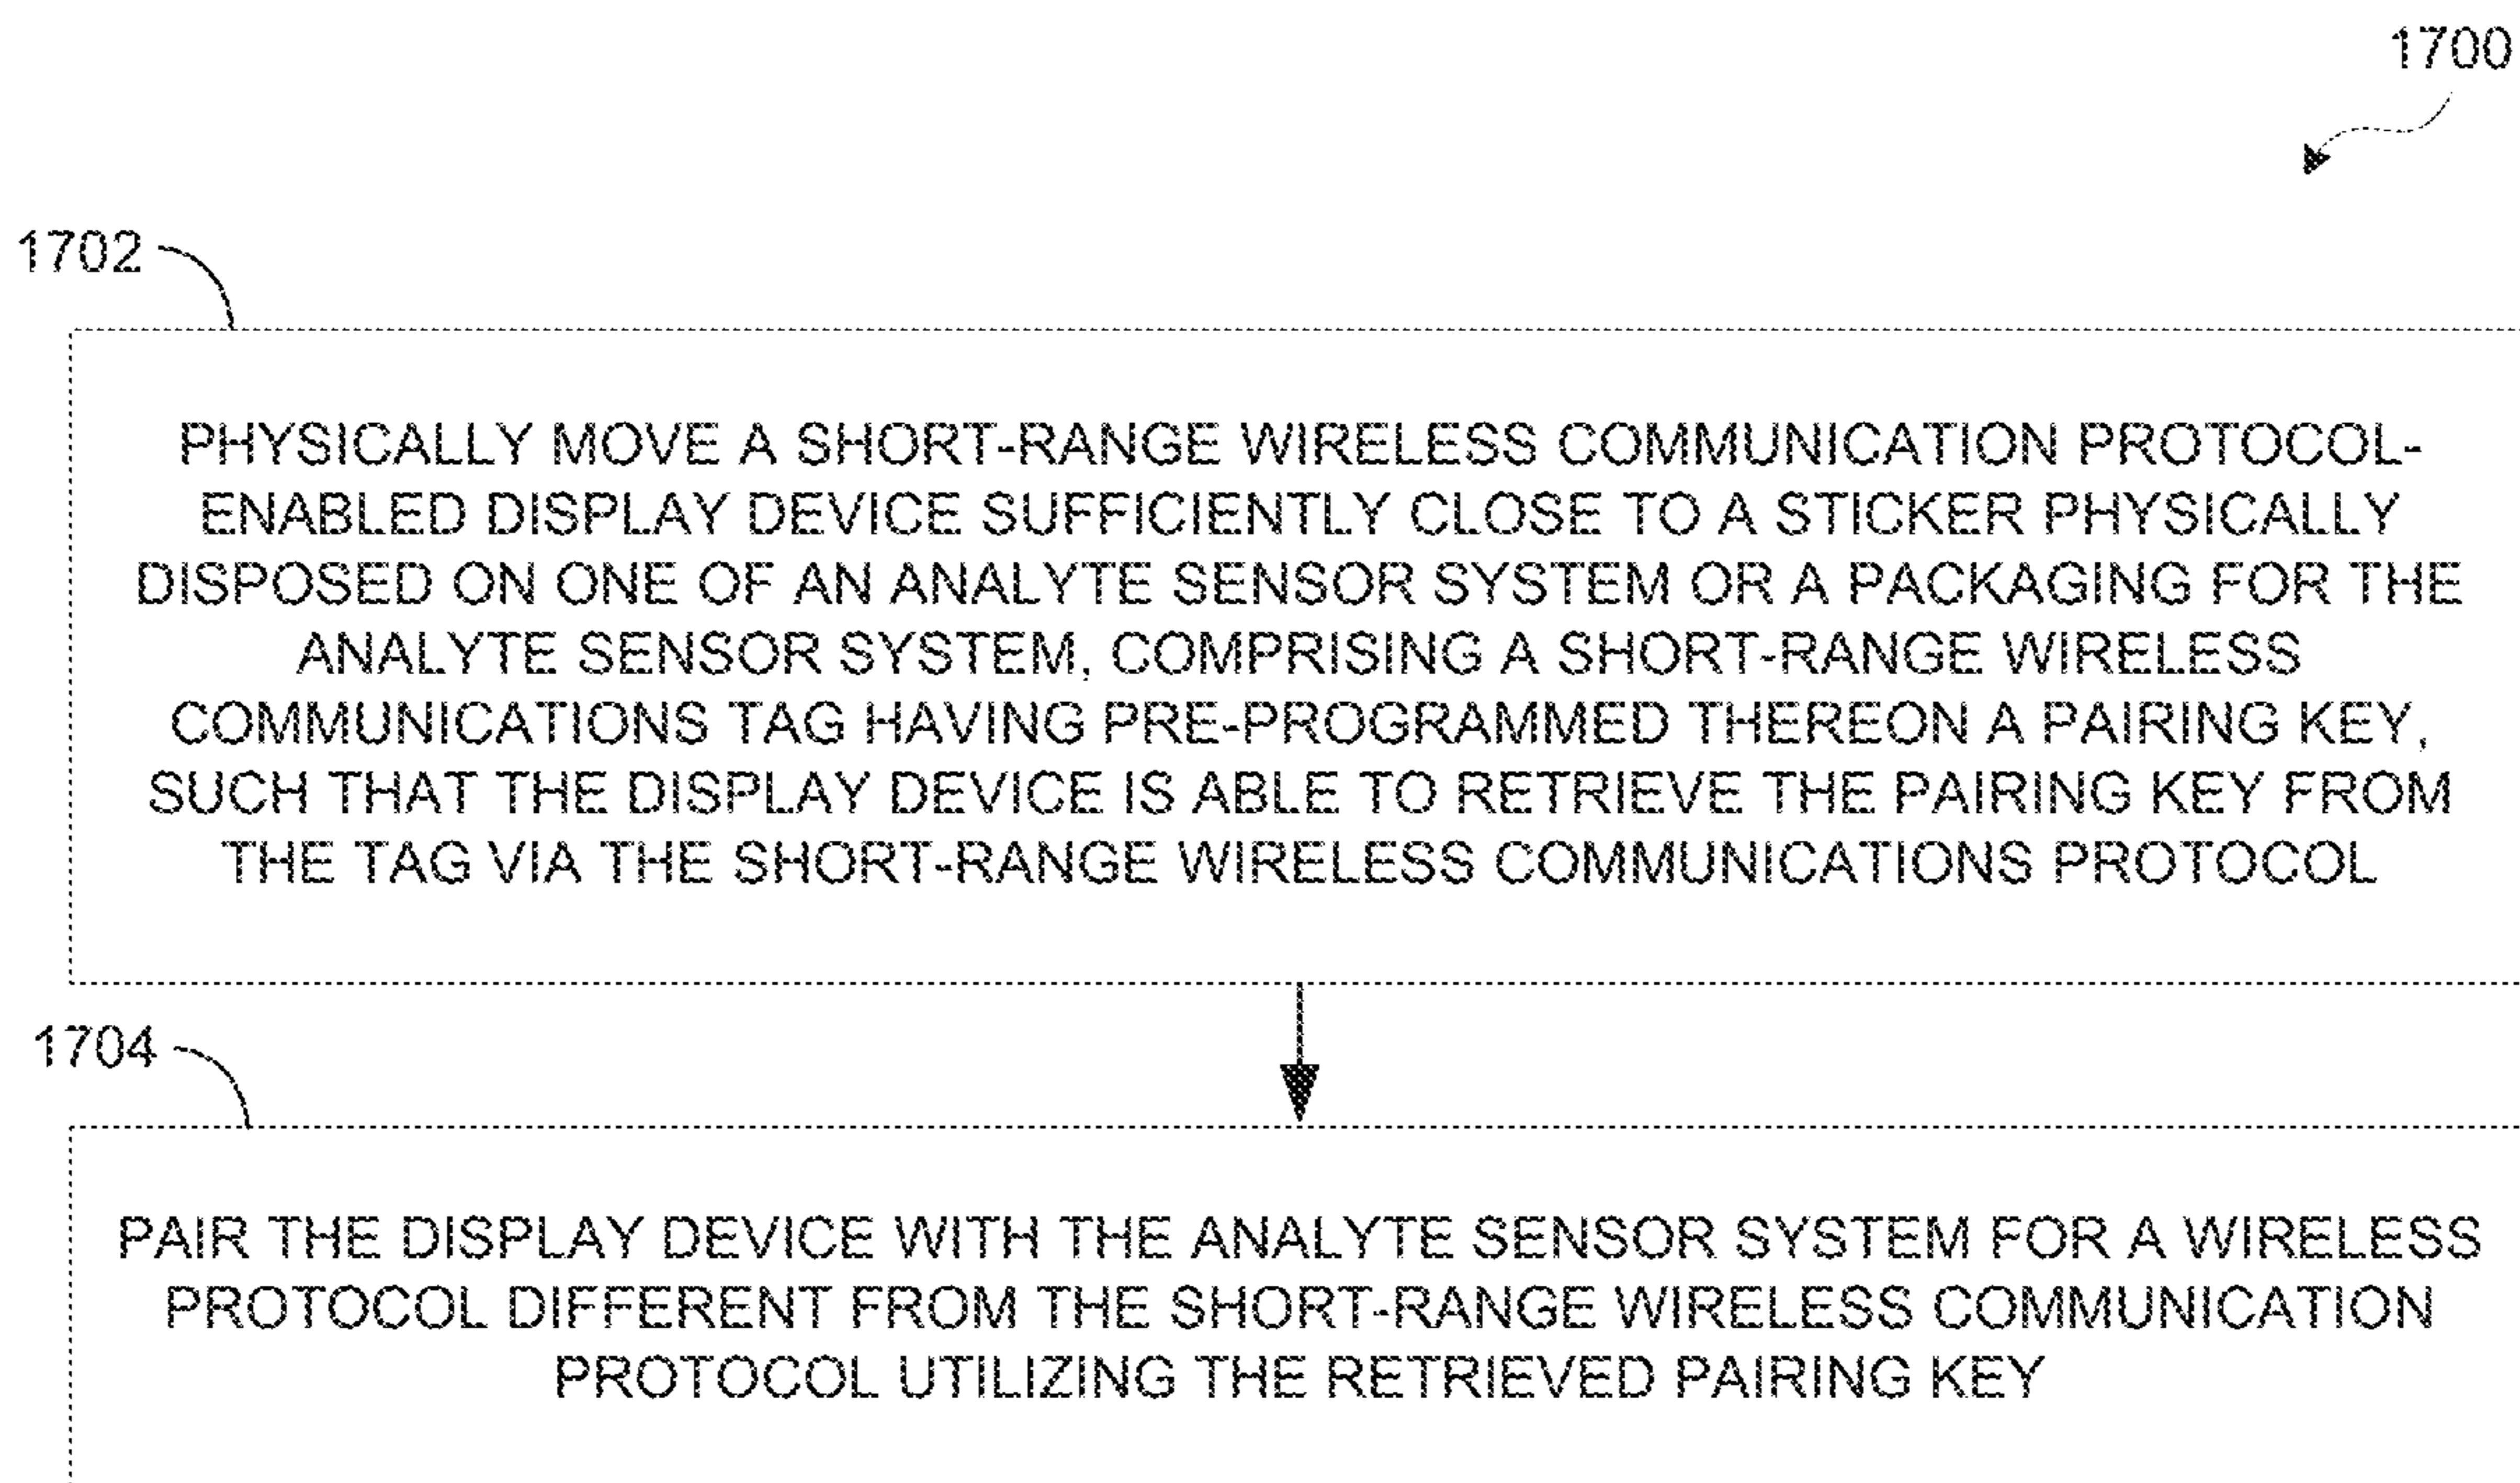 1700
1702
PHYSICALLY MOVE A SHORT-RANGE WIRELESS COMMUNICATION PROTOCOL-
ENABLED DISPLAY DEVICE SUFFICIENTLY CLOSE TO A STICKER PHYSICALLY
DISPOSED ON ONE OF AN ANALYTE SENSOR SYSTEM OR A PACKAGING FOR THE
ANALYTE SENSOR SYSTEM, COMPRISING A SHORT-RANGE WIRELESS
COMMUNICATIONS TAG HAVING PRE-PROGRAMMED THEREON A PAIRING KEY,
SUCH THAT THE DISPLAY DEVICE IS ABLE TO RETRIEVE THE PAIRING KEY FROM
THE TAG VIA THE SHORT-RANGE WIRELESS COMMUNICATIONS PROTOCOL
1704
PAIR THE DISPLAY DEVICE WITH THE ANALYTE SENSOR SYSTEM FOR A WIRELESS
PROTOCOL DIFFERENT FROM THE SHORT-RANGE WIRELESS COMMUNICATION
PROTOCOL UTILIZING THE RETRIEVED PAIRING KEY